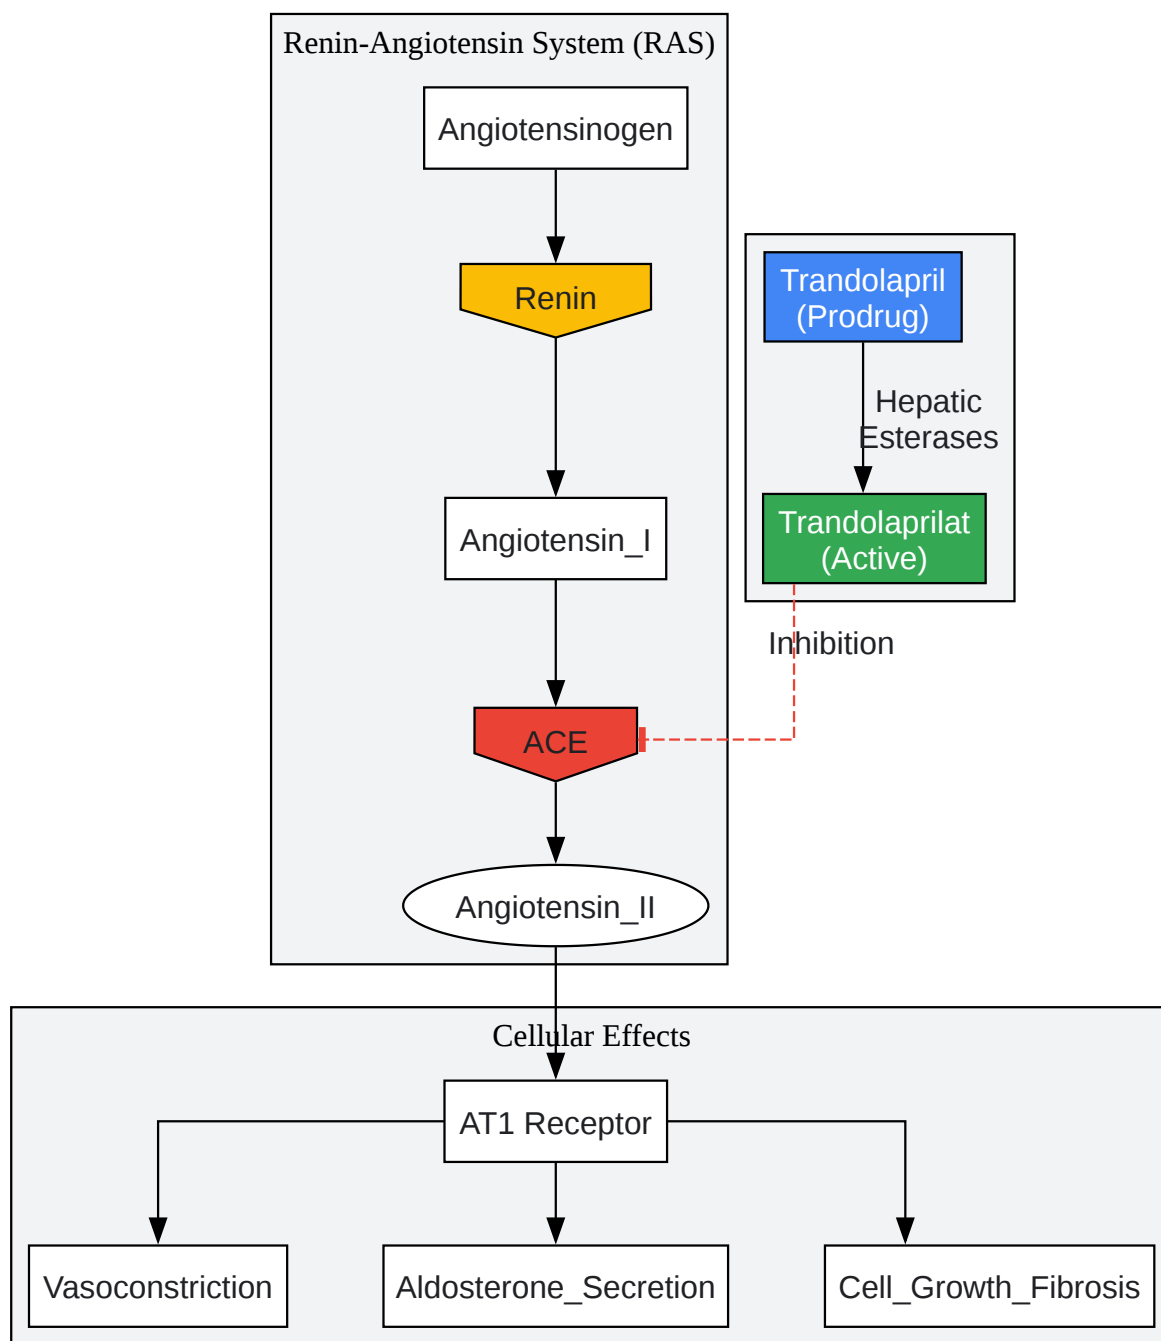 Renin-Angiotensin System (RAS)
Angiotensinogen
Renin
Angiotensin_I
ACE
Angiotensin_II
Trandolapril
(Prodrug)
Hepatic
Esterases
Trandolaprilat
(Active)
Inhibition
Cellular Effects
AT1 Receptor
Vasoconstriction
Aldosterone_Secretion
Cell_Growth_Fibrosis